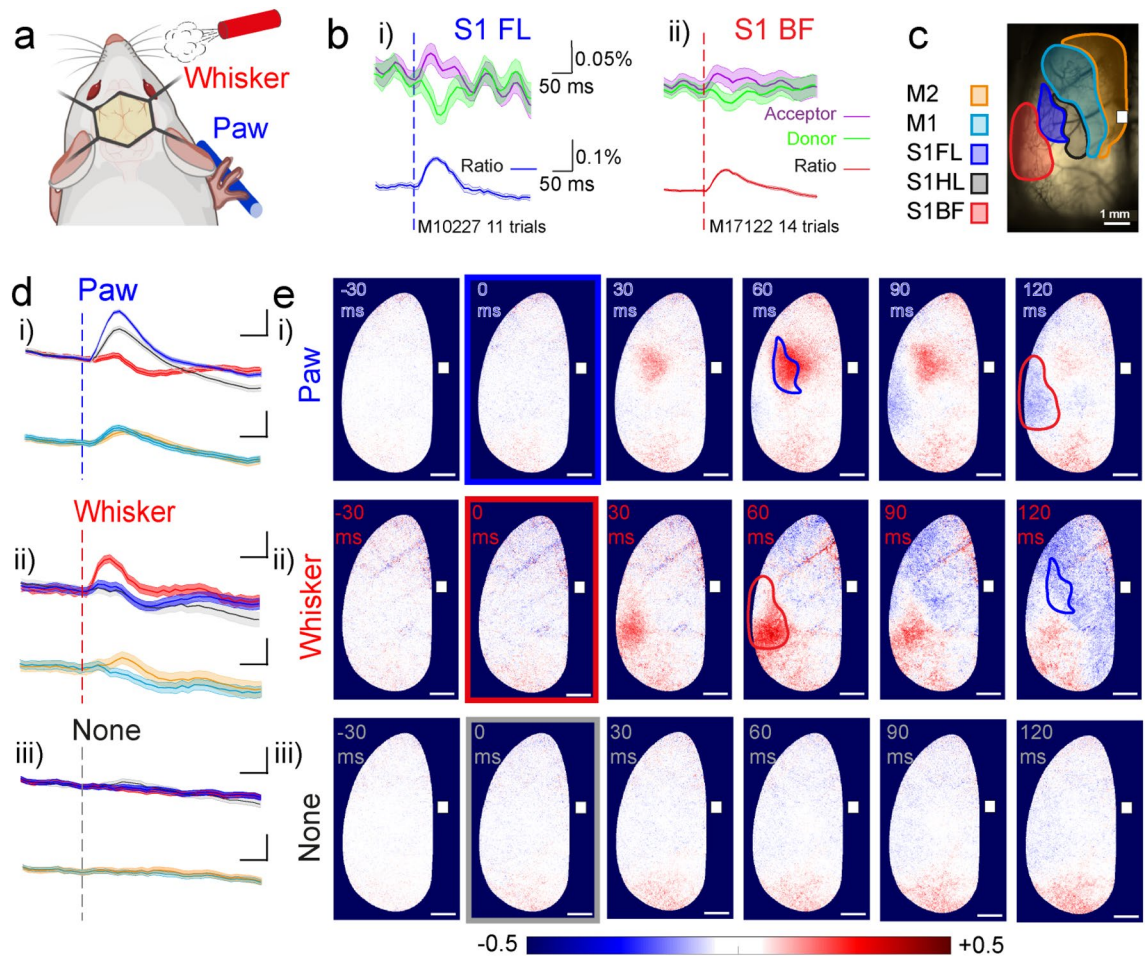 a
Whisker
Paw
b
i)
S1 FL
0.05%
50 ms
Ratio
0.1%
50 ms
M10227 11 trials
ii)
S1 BF
Acceptor
Donor
Ratio
M17122 14 trials
c
M2
M1
S1FL
S1HL
S1BF
1 mm
d
Paw
i)
Whisker
ii)
None
iii)
e
i)
Paw
-30
ms
0
ms
30
ms
60
ms
90
ms
120
ms
ii)
Whisker
-30
ms
0
ms
30
ms
60
ms
90
ms
120
ms
iii)
None
-30
ms
0
ms
30
ms
60
ms
90
ms
120
ms
-0.5
+0.5